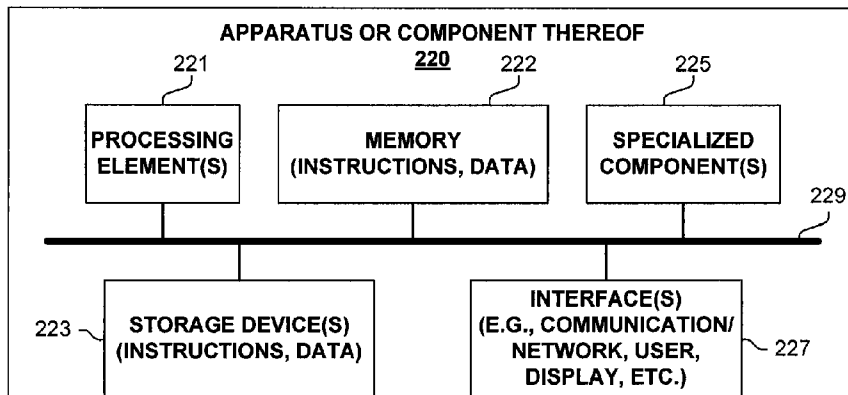 APPARATUS OR COMPONENT THEREOF
220
221
222
225
PROCESSING
ELEMENT(S)
MEMORY
(INSTRUCTIONS, DATA)
SPECIALIZED
COMPONENT(S)
229
223
STORAGE DEVICE(S)
(INSTRUCTIONS, DATA)
INTERFACE(S)
(E.G., COMMUNICATION/
NETWORK, USER,
DISPLAY, ETC.)
227